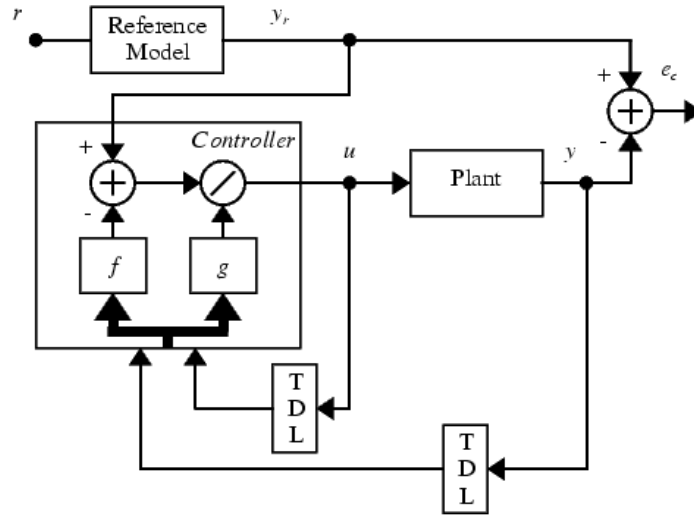 r
Reference
Model
y_r
+
e_c
-
Controller
+
-
f
g
u
Plant
y
T
D
L
T
D
L